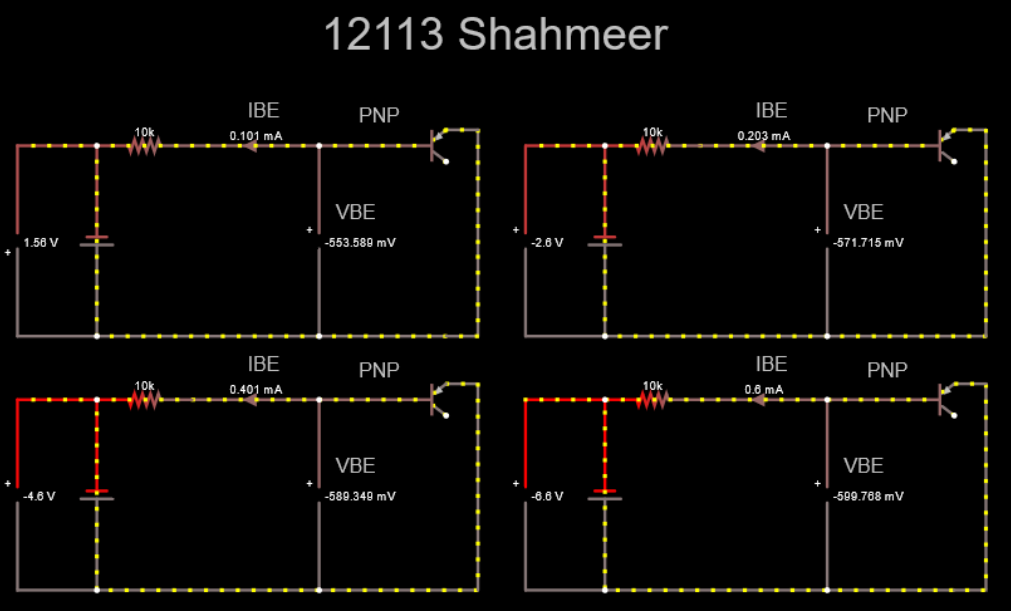 12113 Shahmeer
IBE
PNP
10k
0.101 mA
VBE
+
1.56 V
+
-553.589 mV
IBE
PNP
10k
0.203 mA
VBE
+
-2.6 V
+
-571.715 mV
IBE
PNP
10k
0.401 mA
VBE
+
-4.6 V
+
-589.349 mV
IBE
PNP
10k
0.6 mA
VBE
+
-6.6 V
+
-599.768 mV